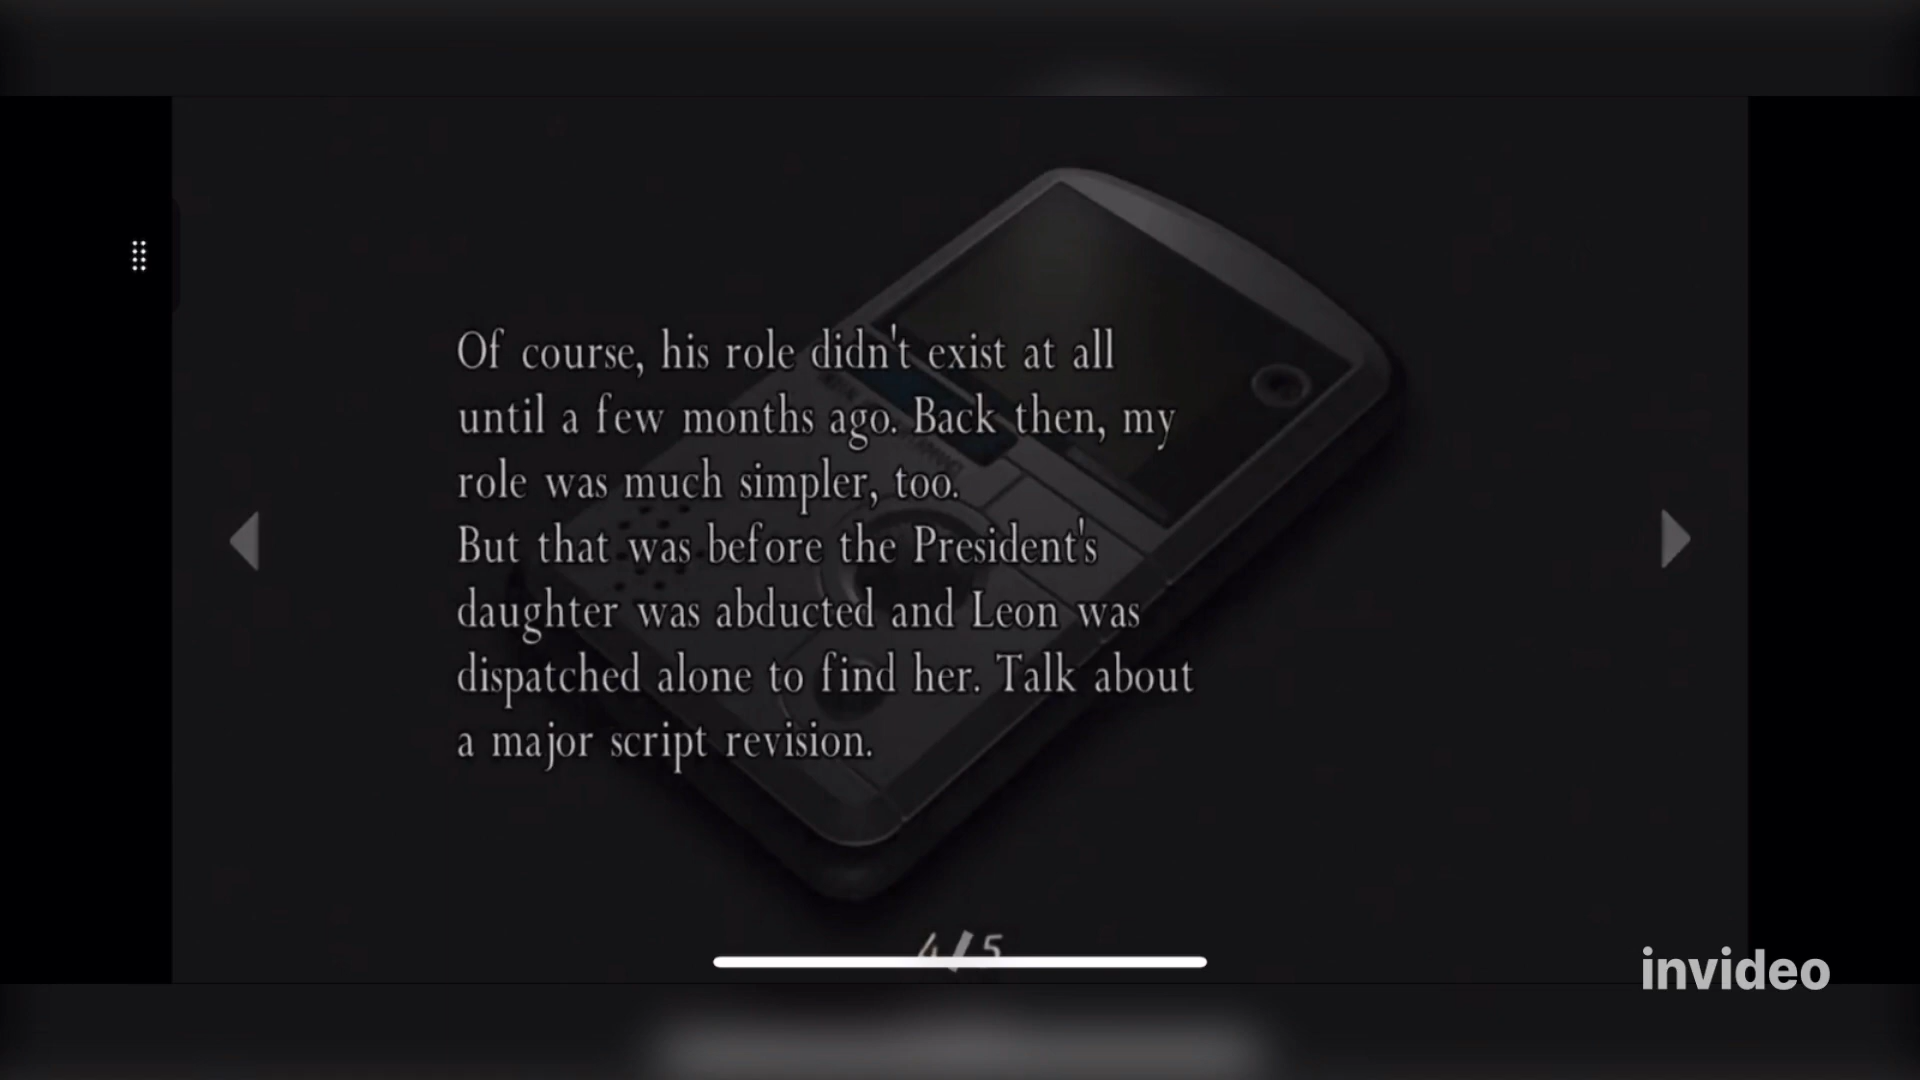 Of course, his role didn't exist at all
until a few months ago. Back then, my
role was much simpler, too.
But that was before the President's
daughter was abducted and Leon was
dispatched alone to find her. Talk about
a major script revision.
4/5
invideo